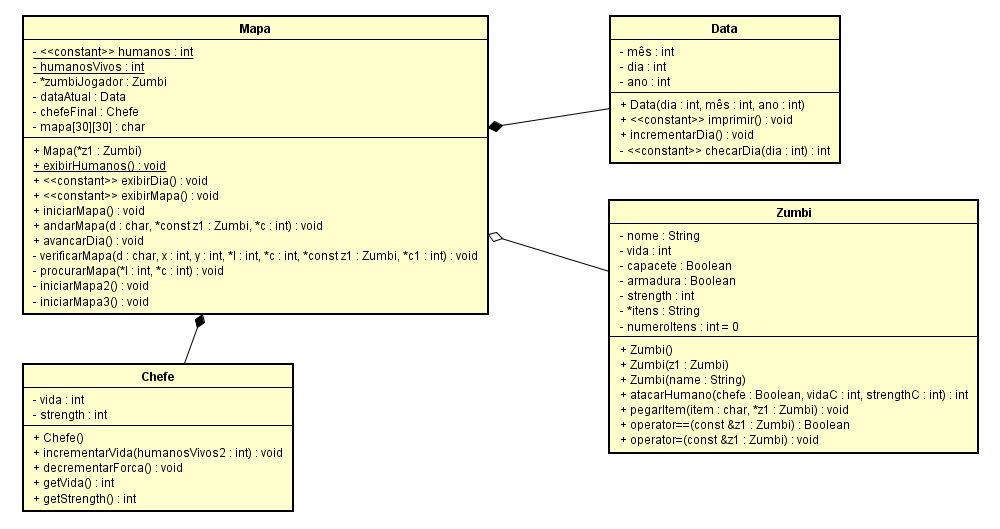 Mapa
- <<constant>> humanos : int
- humanosVivos : int
- *zumbiJogador : Zumbi
- dataAtual : Data
- chefeFinal : Chefe
- mapa[30][30] : char
+ Mapa(*z1 : Zumbi)
+ exibirHumanos() : void
+ <<constant>> exibirDia() : void
+ <<constant>> exibirMapa() : void
+ iniciarMapa() : void
+ andarMapa(d : char, *const z1 : Zumbi, *c : int) : void
+ avancarDia() : void
- verificarMapa(d : char, x : int, y : int, *l : int, *c : int, *const z1 : Zumbi, *c1 : int) : void
- procurarMapa(*l : int, *c : int) : void
- iniciarMapa2() : void
- iniciarMapa3() : void
Data
- mês : int
- dia : int
- ano : int
+ Data(dia : int, mês : int, ano : int)
+ <<constant>> imprimir() : void
+ incrementarDia() : void
- <<constant>> checarDia(dia : int) : int
Zumbi
- nome : String
- vida : int
- capacete : Boolean
- armadura : Boolean
- strength : int
- *itens : String
- numeroItens : int = 0
+ Zumbi()
+ Zumbi(z1 : Zumbi)
+ Zumbi(name : String)
+ atacarHumano(chefe : Boolean, vidaC : int, strengthC : int) : int
+ pegarItem(item : char, *z1 : Zumbi) : void
+ operator==(const &z1 : Zumbi) : Boolean
+ operator=(const &z1 : Zumbi) : void
Chefe
- vida : int
- strength : int
+ Chefe()
+ incrementarVida(humanosVivos2 : int) : void
+ decrementarForca() : void
+ getVida() : int
+ getStrength() : int